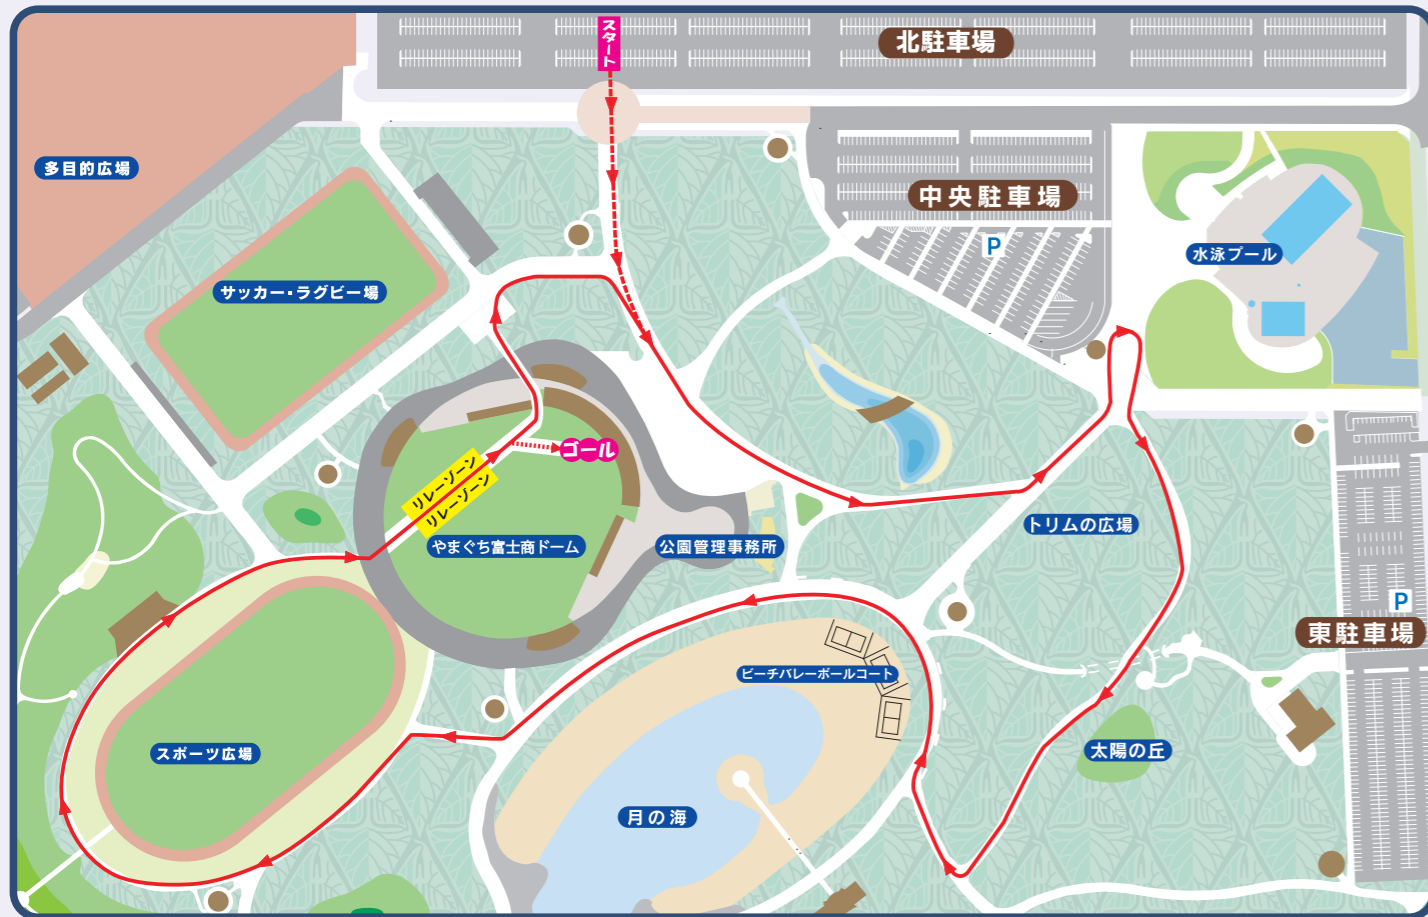 スタート
北駐車場
多目的広場
中央駐車場
P
水泳プール
サッカー・ラグビー場
ゴール
リレーゾーン
リレーゾーン
やまぐち富士商ドーム
公園管理事務所
トリムの広場
P
東駐車場
ビーチバレーボールコート
スポーツ広場
太陽の丘
月の海